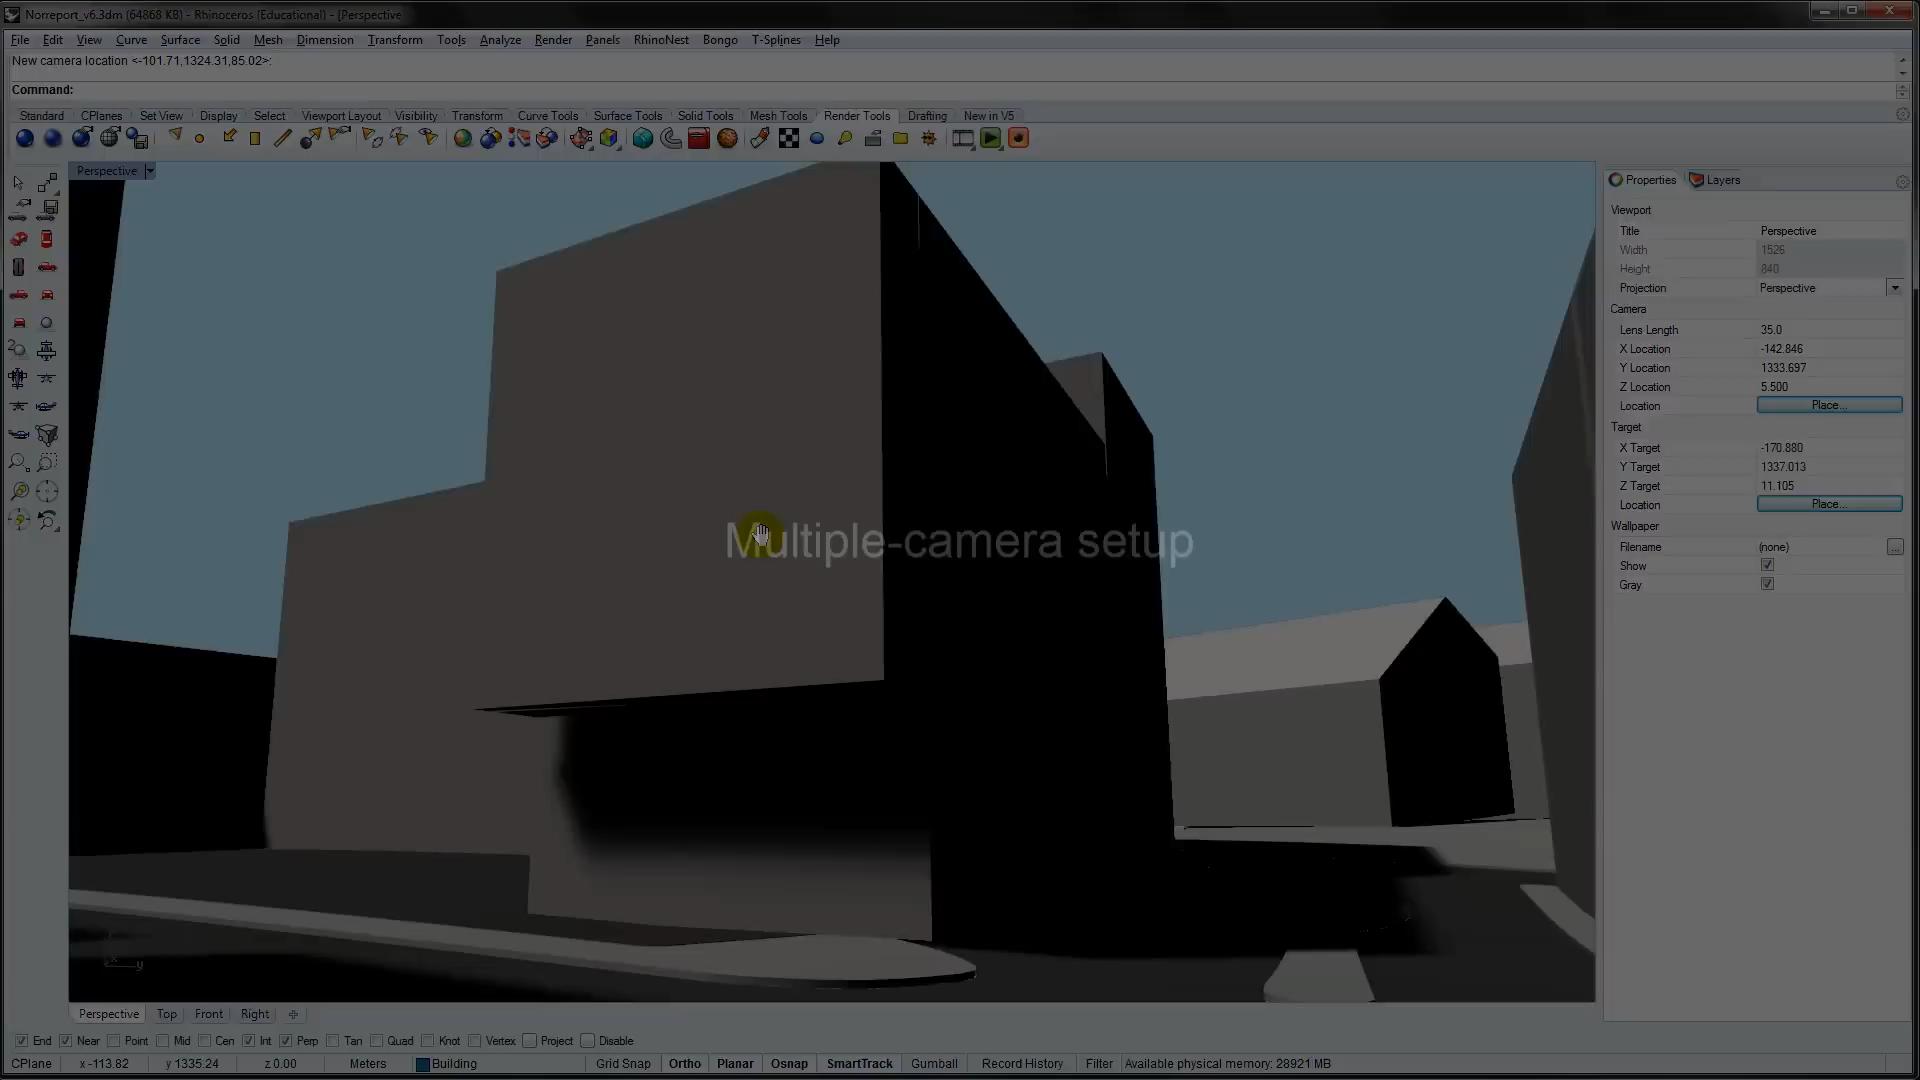 Norreport_v6.3dm (64868 KB) - Rhinoceros (Educational) - [Perspective
File Edit View Curve Surface Solid Mesh Dimension Transform Tools Analyze Render Panels RhinoNest Bongo T-Splines Help
New camera location <-101.71,1324.31,85.02>:
Command:
Standard CPlanes Set View Display Select Viewport Layout Visibility Transform Curve Tools Surface Tools Solid Tools Mesh Tools Render Tools Drafting New in V5
Perspective
Properties Layers
Viewport
Title Perspective
Width 1526
Height 840
Projection Perspective
Camera
Lens Length 35.0
X Location -142.846
Y Location 1333.697
Z Location 5.500
Location Place...
Target
X Target -170.880
Y Target 1337.013
Z Target 11.105
Location Place...
Wallpaper
Filename (none) ...
Show
Gray
Multiple-camera setup
x y
Perspective Top Front Right
End Near Point Mid Cen Int Perp Tan Quad Knot Vertex Project Disable
CPlane x -113.82 y 1335.24 z 0.00 Meters Building Grid Snap Ortho Planar Osnap SmartTrack Gumball Record History Filter Available physical memory: 28921 MB